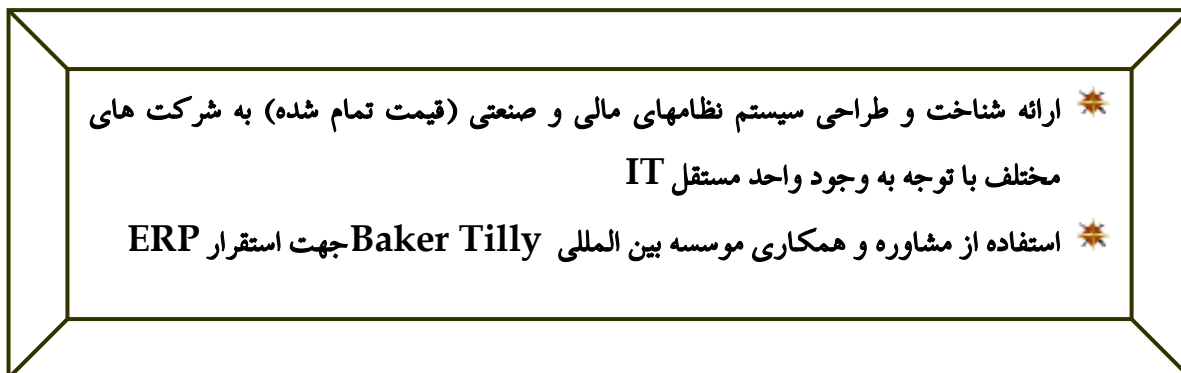 ارائه شناخت و طراحی سیستم نظامهای مالی و صنعتی (قیمت تمام شده) به شرکت های
مختلف با توجه به وجود واحد مستقل IT
استفاده از مشاوره و همکاری موسسه بین المللی Baker Tilly جهت استقرار ERP